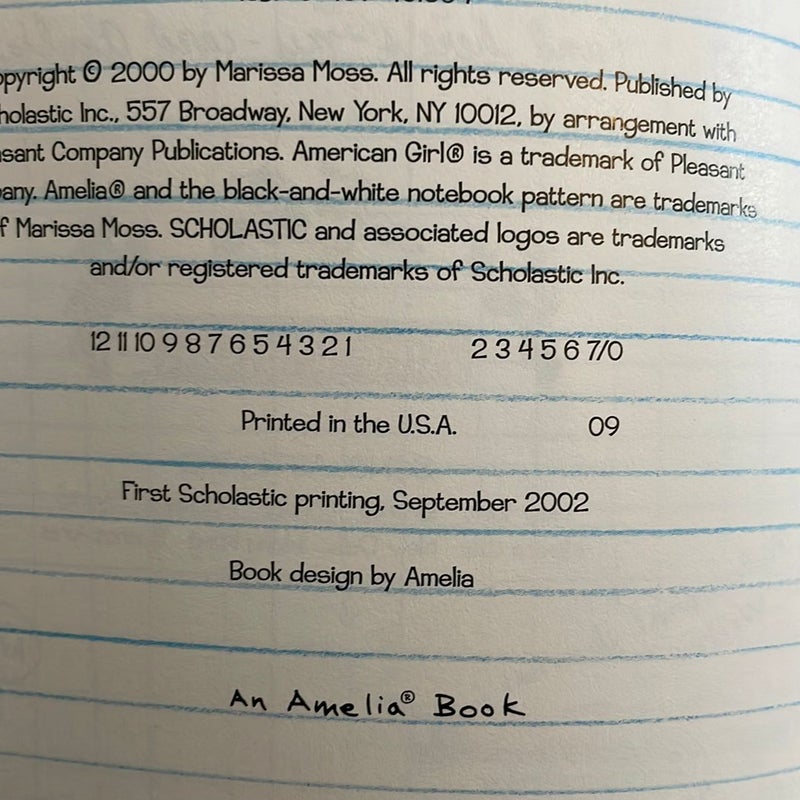 opyright © 2000 by Marissa Moss. All rights reserved. Published by
holastic Inc., 557 Broadway, New York, NY 10012, by arrangement with
asant Company Publications. American Girl® is a trademark of Pleasant
pany. Amelia® and the black-and-white notebook pattern are trademarks
f Marissa Moss. SCHOLASTIC and associated logos are trademarks
and/or registered trademarks of Scholastic Inc.
12 11 10 9 8 7 6 5 4 3 2 1 2 3 4 5 6 7/0
Printed in the U.S.A. 09
First Scholastic printing, September 2002
Book design by Amelia
An Amelia® Book